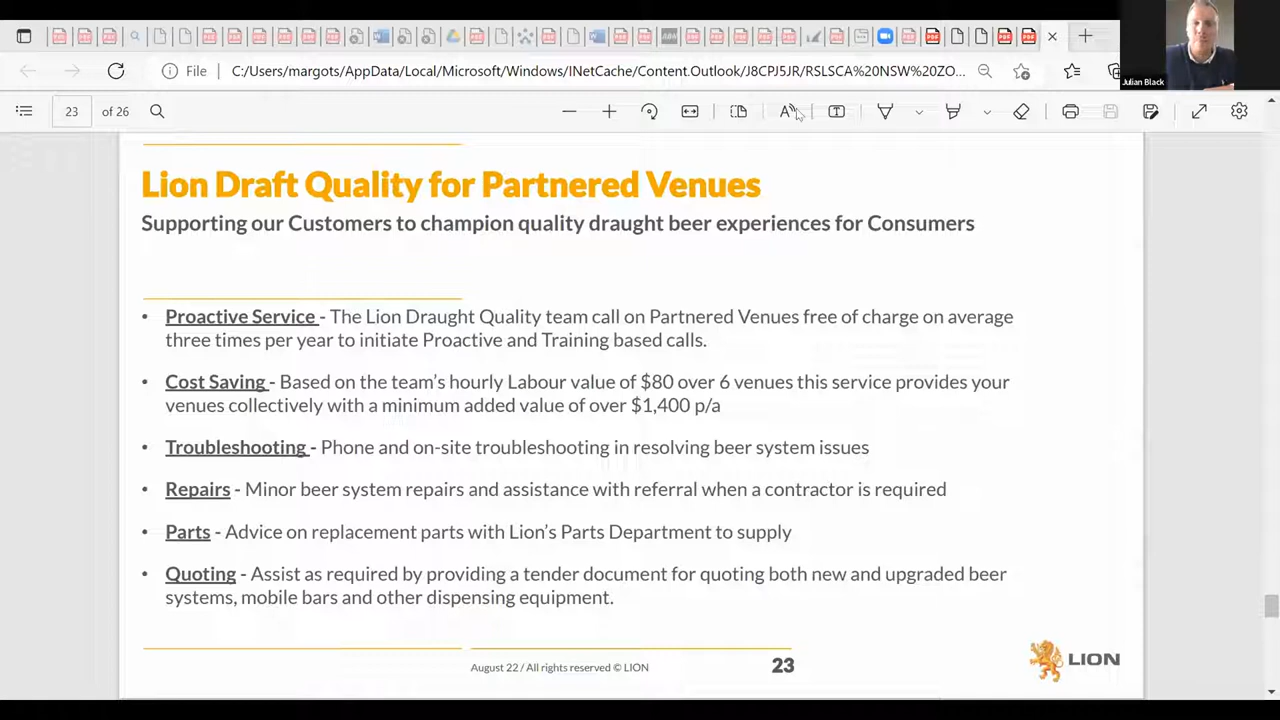 ABN
Julian Black
File
C:/Users/margots/AppData/Local/Microsoft/Windows/INetCache/Content.Outlook/J8CPJ5JR/RSLSCA%20NSW%20ZO...
23 of 26
Lion Draft Quality for Partnered Venues
Supporting our Customers to champion quality draught beer experiences for Consumers
• Proactive Service - The Lion Draught Quality team call on Partnered Venues free of charge on average
three times per year to initiate Proactive and Training based calls.
• Cost Saving - Based on the team's hourly Labour value of $80 over 6 venues this service provides your
venues collectively with a minimum added value of over $1,400 p/a
• Troubleshooting - Phone and on-site troubleshooting in resolving beer system issues
• Repairs - Minor beer system repairs and assistance with referral when a contractor is required
• Parts - Advice on replacement parts with Lion's Parts Department to supply
• Quoting - Assist as required by providing a tender document for quoting both new and upgraded beer
systems, mobile bars and other dispensing equipment.
August 22 / All rights reserved © LION
23
LION